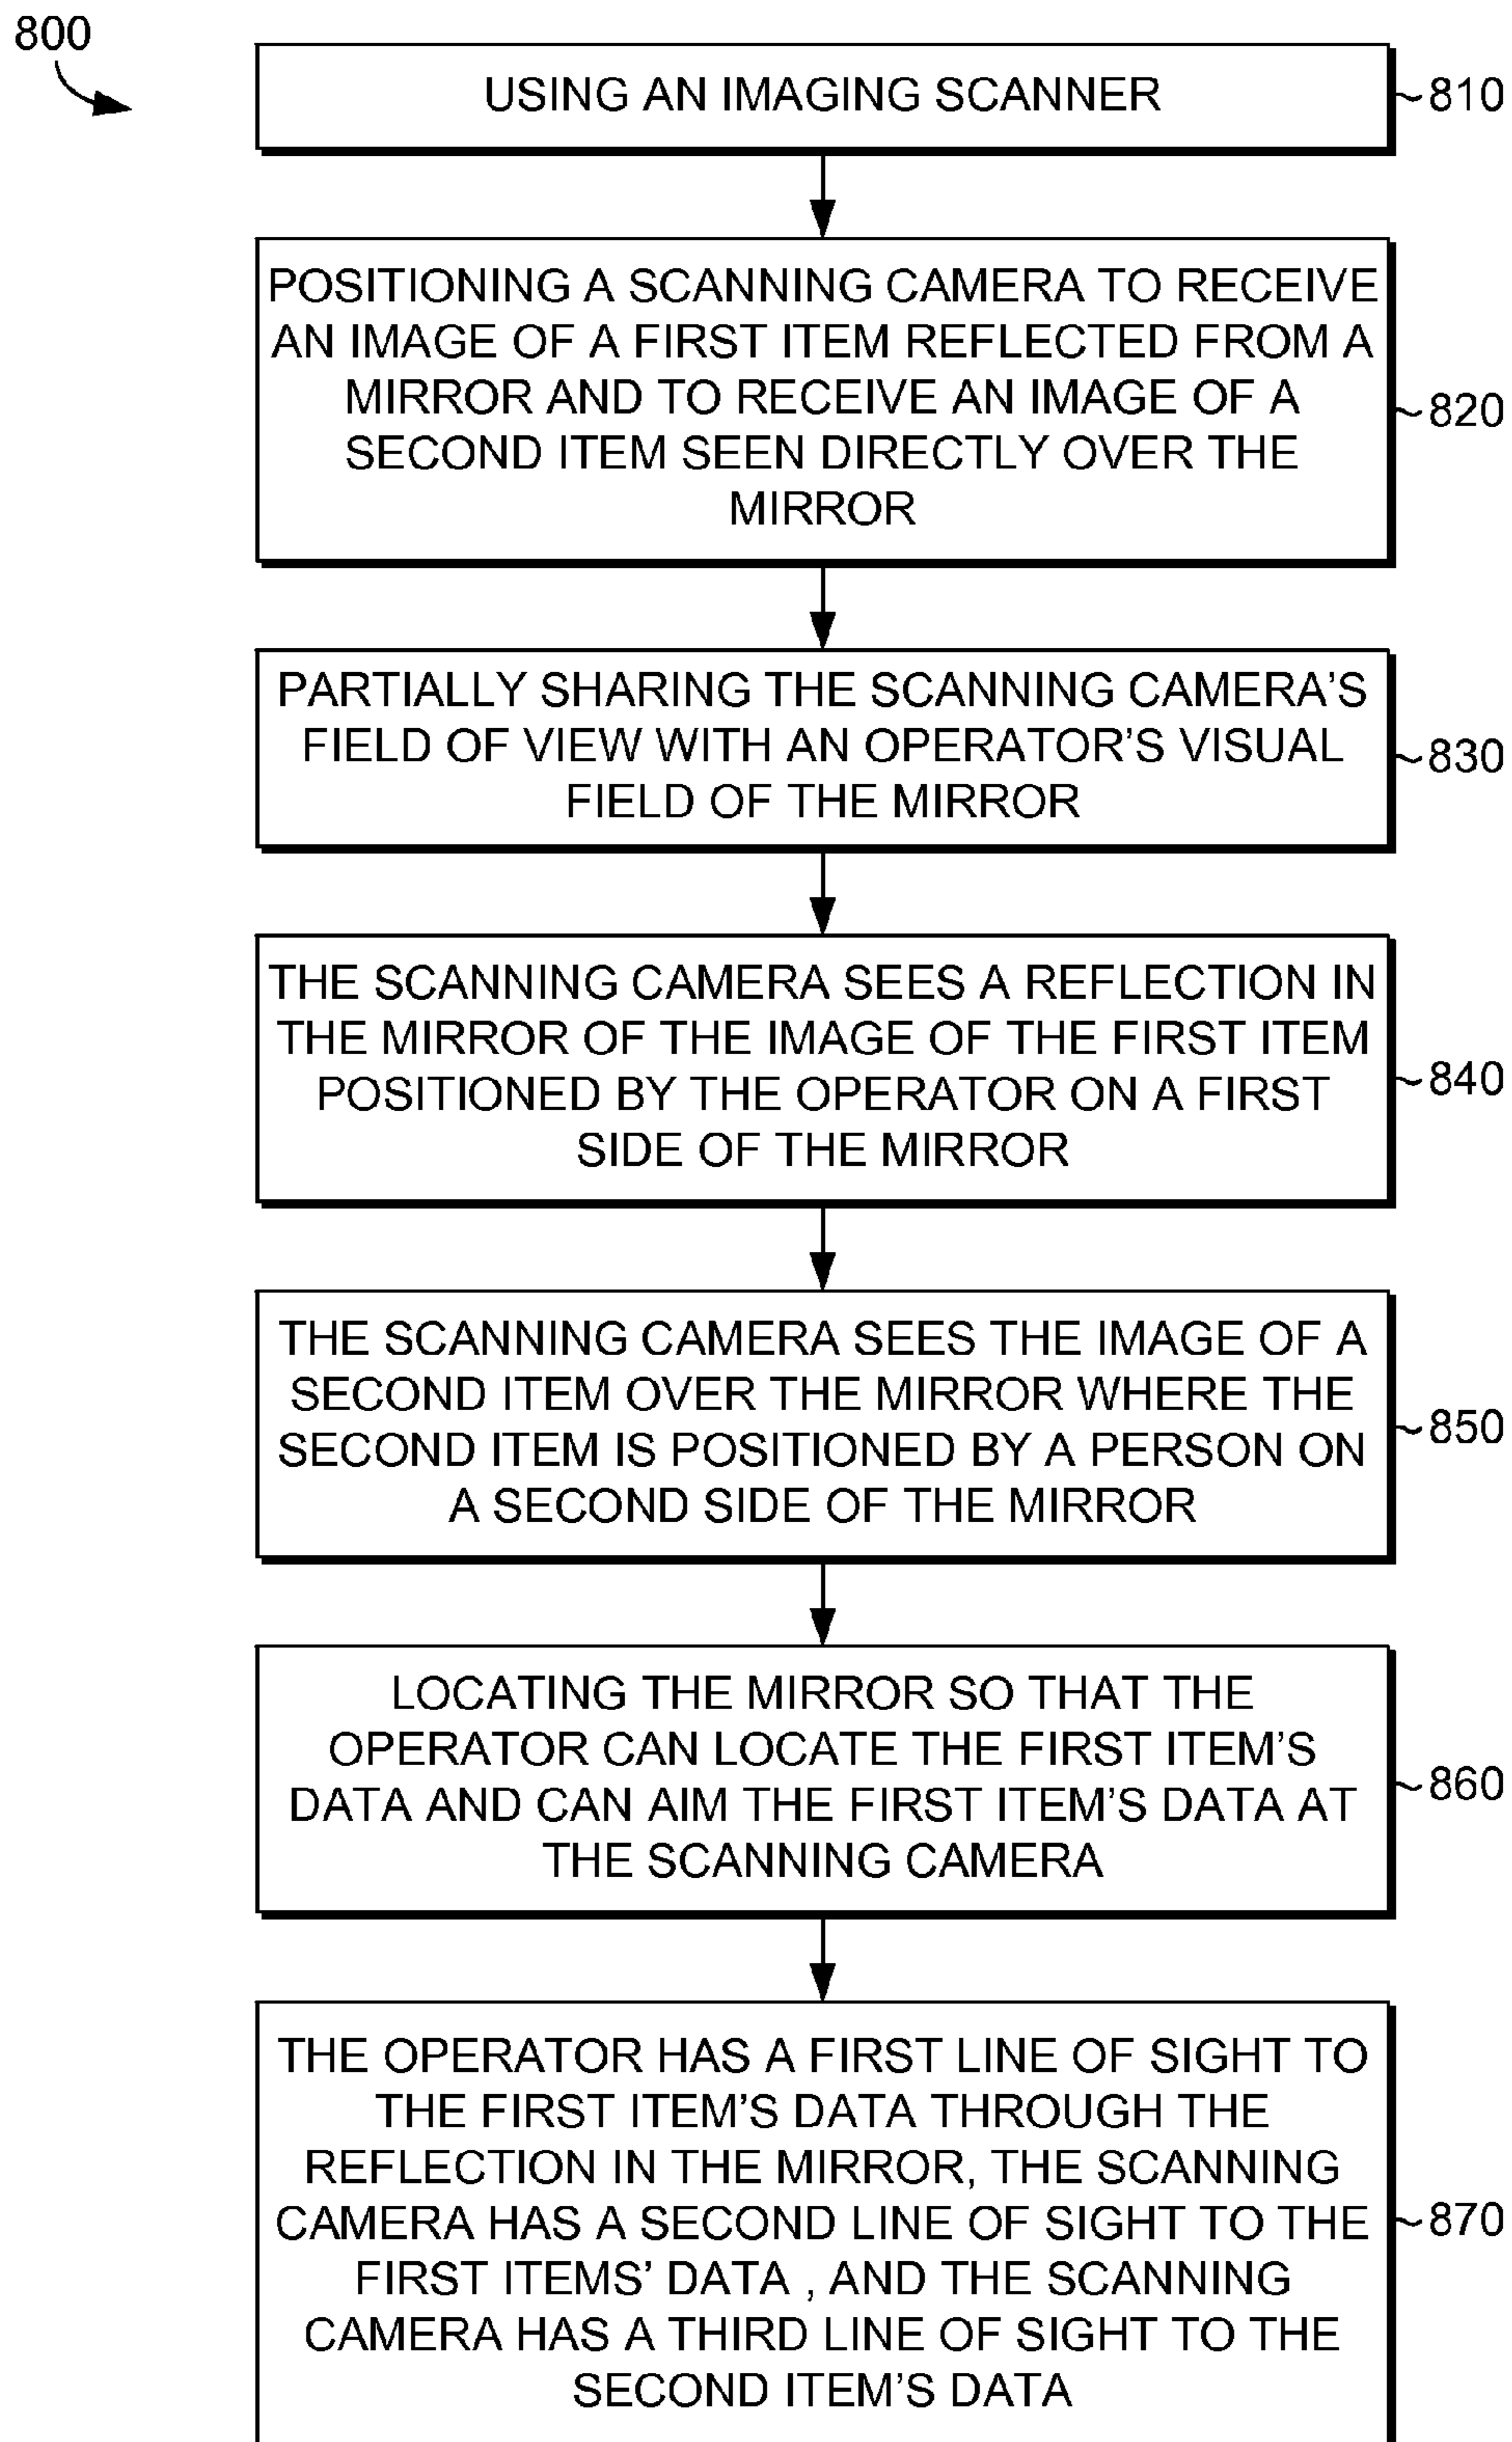 800
USING AN IMAGING SCANNER
810
POSITIONING A SCANNING CAMERA TO RECEIVE
AN IMAGE OF A FIRST ITEM REFLECTED FROM A
MIRROR AND TO RECEIVE AN IMAGE OF A
SECOND ITEM SEEN DIRECTLY OVER THE
MIRROR
820
PARTIALLY SHARING THE SCANNING CAMERA'S
FIELD OF VIEW WITH AN OPERATOR'S VISUAL
FIELD OF THE MIRROR
830
THE SCANNING CAMERA SEES A REFLECTION IN
THE MIRROR OF THE IMAGE OF THE FIRST ITEM
POSITIONED BY THE OPERATOR ON A FIRST
SIDE OF THE MIRROR
840
THE SCANNING CAMERA SEES THE IMAGE OF A
SECOND ITEM OVER THE MIRROR WHERE THE
SECOND ITEM IS POSITIONED BY A PERSON ON
A SECOND SIDE OF THE MIRROR
850
LOCATING THE MIRROR SO THAT THE
OPERATOR CAN LOCATE THE FIRST ITEM'S
DATA AND CAN AIM THE FIRST ITEM'S DATA AT
THE SCANNING CAMERA
860
THE OPERATOR HAS A FIRST LINE OF SIGHT TO
THE FIRST ITEM'S DATA THROUGH THE
REFLECTION IN THE MIRROR, THE SCANNING
CAMERA HAS A SECOND LINE OF SIGHT TO THE
FIRST ITEMS' DATA , AND THE SCANNING
CAMERA HAS A THIRD LINE OF SIGHT TO THE
SECOND ITEM'S DATA
870